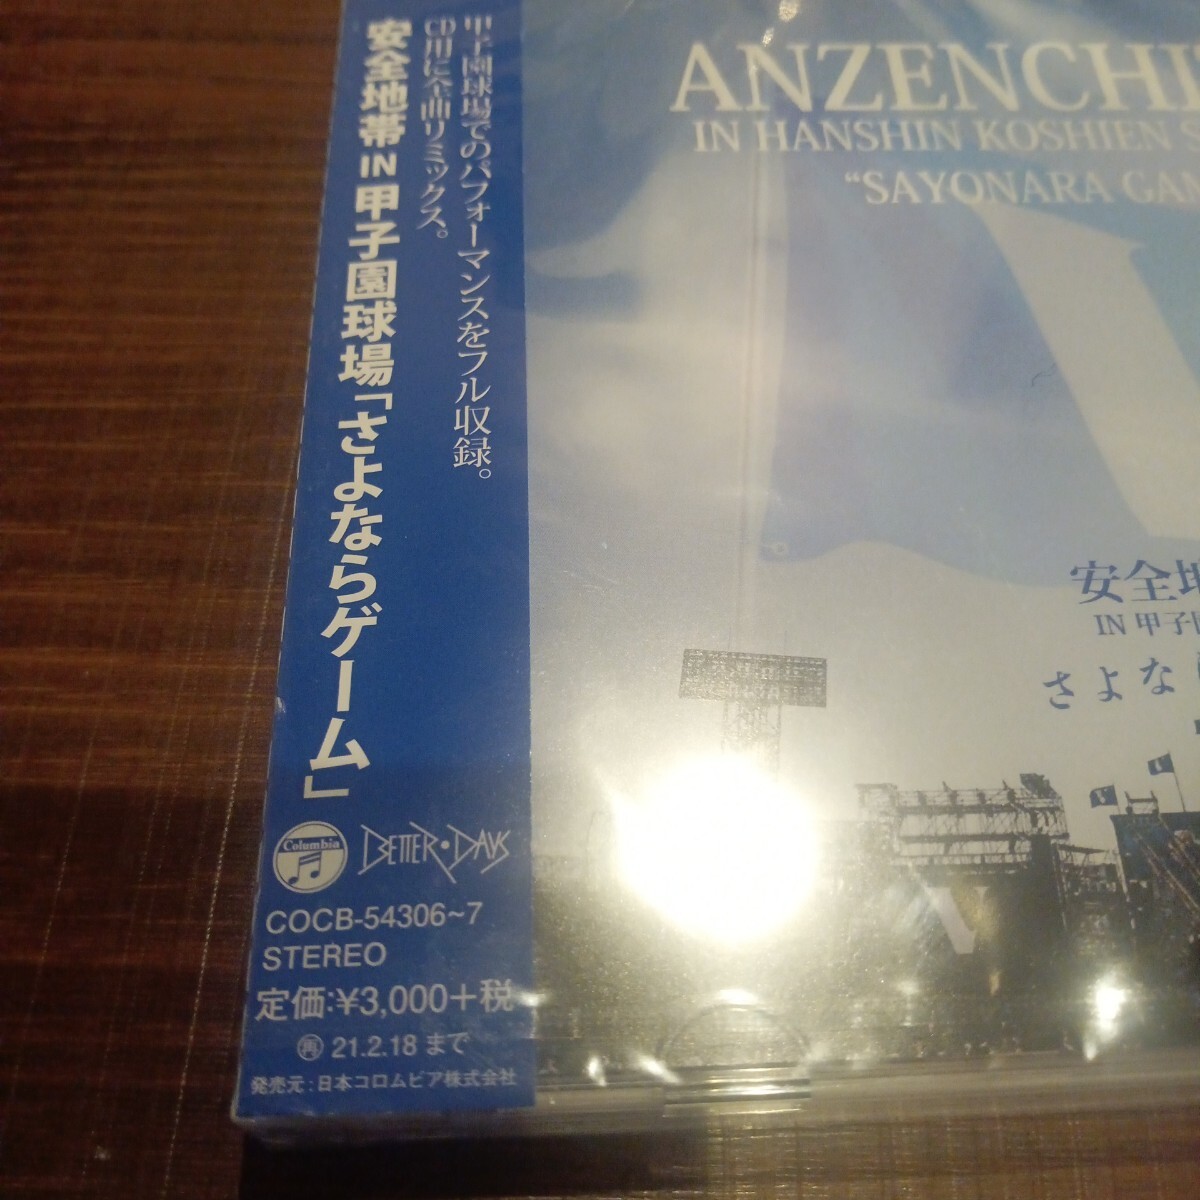 甲子園球場でのパフォーマンスをフル収録。
CD用に全曲リミックス。
安全地帯 IN 甲子園球場「さよならゲーム」
Columbia
BETTER・DAYS
COCB-54306~7
STEREO
定価:¥3,000+税
再 21.2.18 まで
発売元:日本コロムビア株式会社
ANZENCHI
IN HANSHIN KOSHIEN S
"SAYONARA GA
安全地
IN 甲子
さよな
V